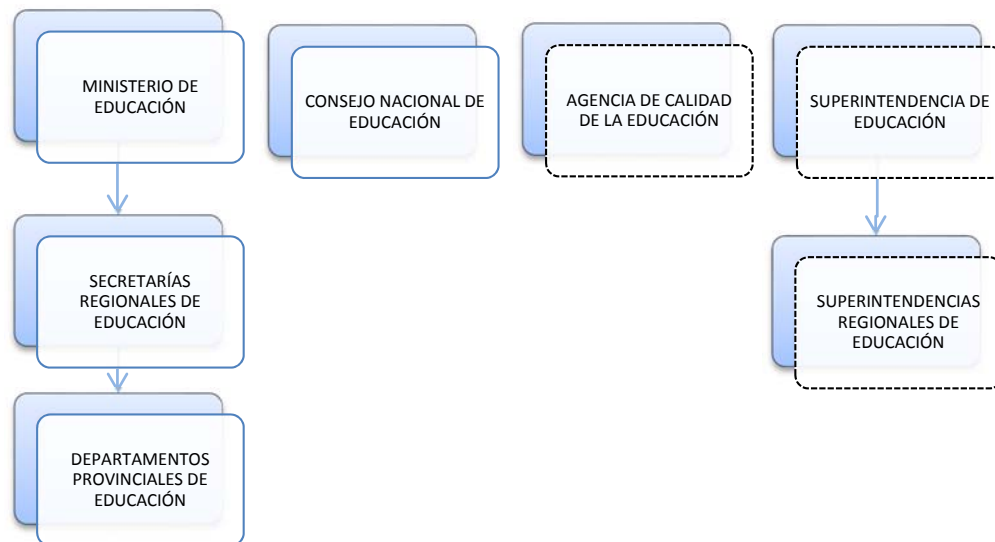 MINISTERIO DE
EDUCACIÓN
CONSEJO NACIONAL DE
EDUCACIÓN
AGENCIA DE CALIDAD
DE LA EDUCACIÓN
SUPERINTENDENCIA DE
EDUCACIÓN
SECRETARÍAS
REGIONALES DE
EDUCACIÓN
SUPERINTENDENCIAS
REGIONALES DE
EDUCACIÓN
DEPARTAMENTOS
PROVINCIALES DE
EDUCACIÓN